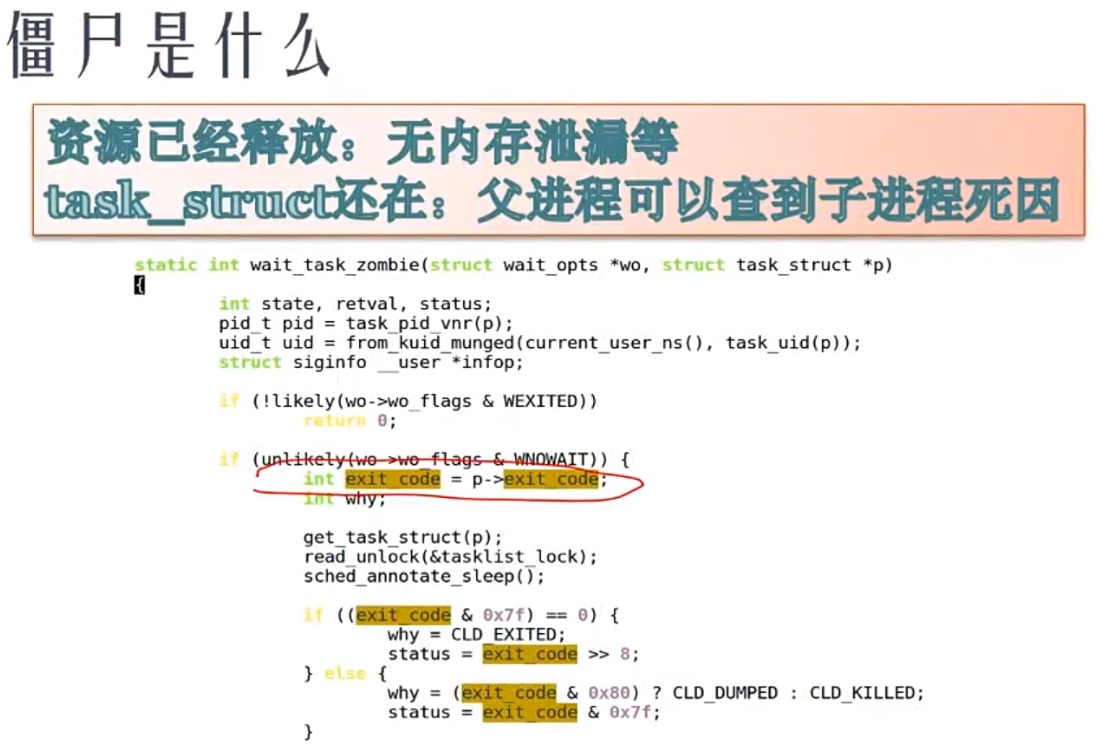 僵尸是什么
资源已经释放：无内存泄漏等
task_struct还在：父进程可以查到子进程死因
static int wait_task_zombie(struct wait_opts *wo, struct task_struct *p)
{
int state, retval, status;
pid_t pid = task_pid_vnr(p);
uid_t uid = from_kuid_munged(current_user_ns(), task_uid(p));
struct siginfo __user *infop;
if (!likely(wo->wo_flags & WEXITED))
return 0;
if (unlikely(wo->wo_flags & WNOWAIT)) {
int exit_code = p->exit_code;
int why;
get_task_struct(p);
read_unlock(&tasklist_lock);
sched_annotate_sleep();
if ((exit_code & 0x7f) == 0) {
why = CLD_EXITED;
status = exit_code >> 8;
} else {
why = (exit_code & 0x80) ? CLD_DUMPED : CLD_KILLED;
status = exit_code & 0x7f;
}